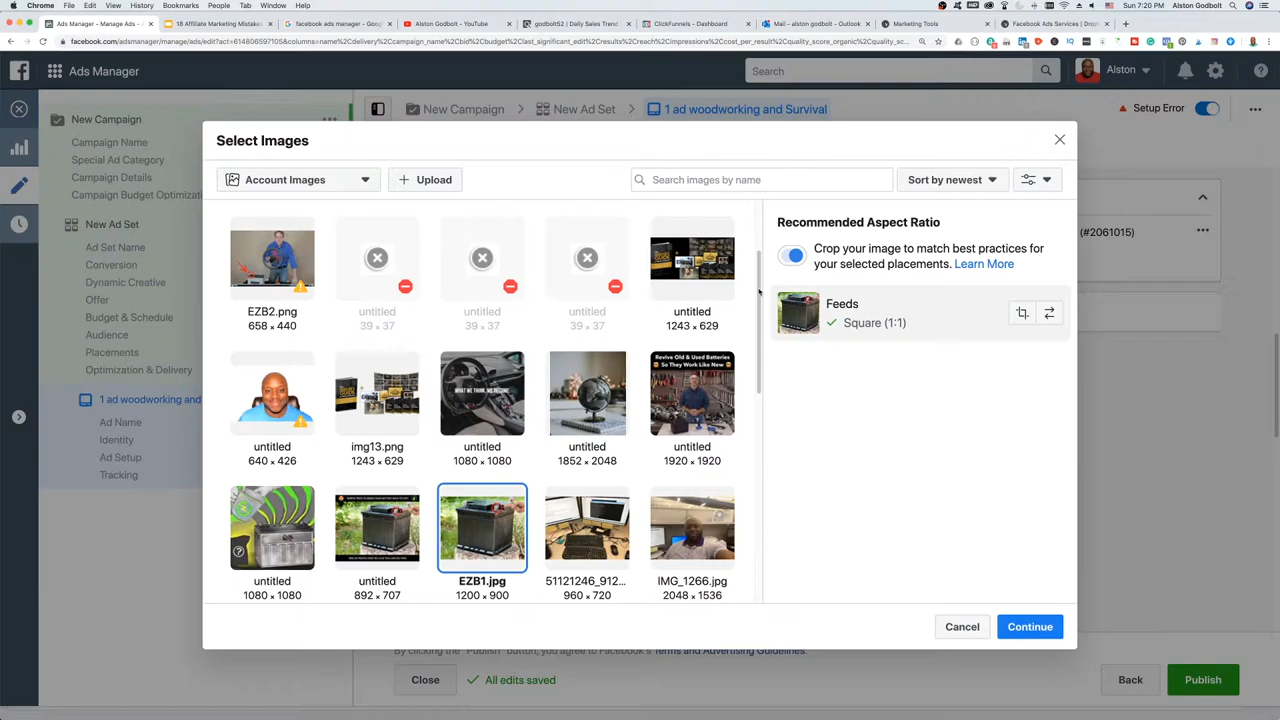 Chrome File Edit View History Bookmarks People Tab Window Help
Sun 7:20 PM Alston Godbolt
Ads Manager - Manage Ads -
18 Affiliate Marketing Mistakes
facebook ads manager - Goog
Alston Godbolt - YouTube
godbolt52 | Daily Sales Trend
ClickFunnels - Dashboard
Mail - alston godbolt - Outlook
Marketing Tools
Facebook Ads Services | Dropt
facebook.com/adsmanager/manage/ads/edit?act=614806597105&columns=name%2Cdelivery%2Ccampaign_name%2Cbid%2Cbudget%2Clast_significant_edit%2Cresults%2Creach%2Cimpressions%2Ccost_per_result%2Cquality_score_organic%2Cquality_sc...
Ads Manager
Search
Alston
New Campaign
Campaign Name
Special Ad Category
Campaign Details
Campaign Budget Optimizat
New Ad Set
Ad Set Name
Conversion
Dynamic Creative
Offer
Budget & Schedule
Audience
Placements
Optimization & Delivery
1 ad woodworking and
Ad Name
Identity
Ad Setup
Tracking
New Campaign > New Ad Set > 1 ad woodworking and Survival
Setup Error
Select Images
Account Images
+ Upload
Search images by name
Sort by newest
EZB2.png
658 × 440
untitled
39 × 37
untitled
39 × 37
untitled
39 × 37
untitled
1243 × 629
WHAT WE THINK, WE BECOME
Revive Old & Used Batteries
So They Work Like New
untitled
640 × 426
img13.png
1243 × 629
untitled
1080 × 1080
untitled
1852 × 2048
untitled
1920 × 1920
untitled
1080 × 1080
untitled
892 × 707
EZB1.jpg
1200 × 900
51121246_912...
960 × 720
IMG_1266.jpg
2048 × 1536
Recommended Aspect Ratio
Crop your image to match best practices for
your selected placements. Learn More
Feeds
Square (1:1)
Cancel
Continue
(#2061015)
By clicking the "Publish" button, you agree to Facebook's Terms and Advertising Guidelines.
Close
All edits saved
Back
Publish